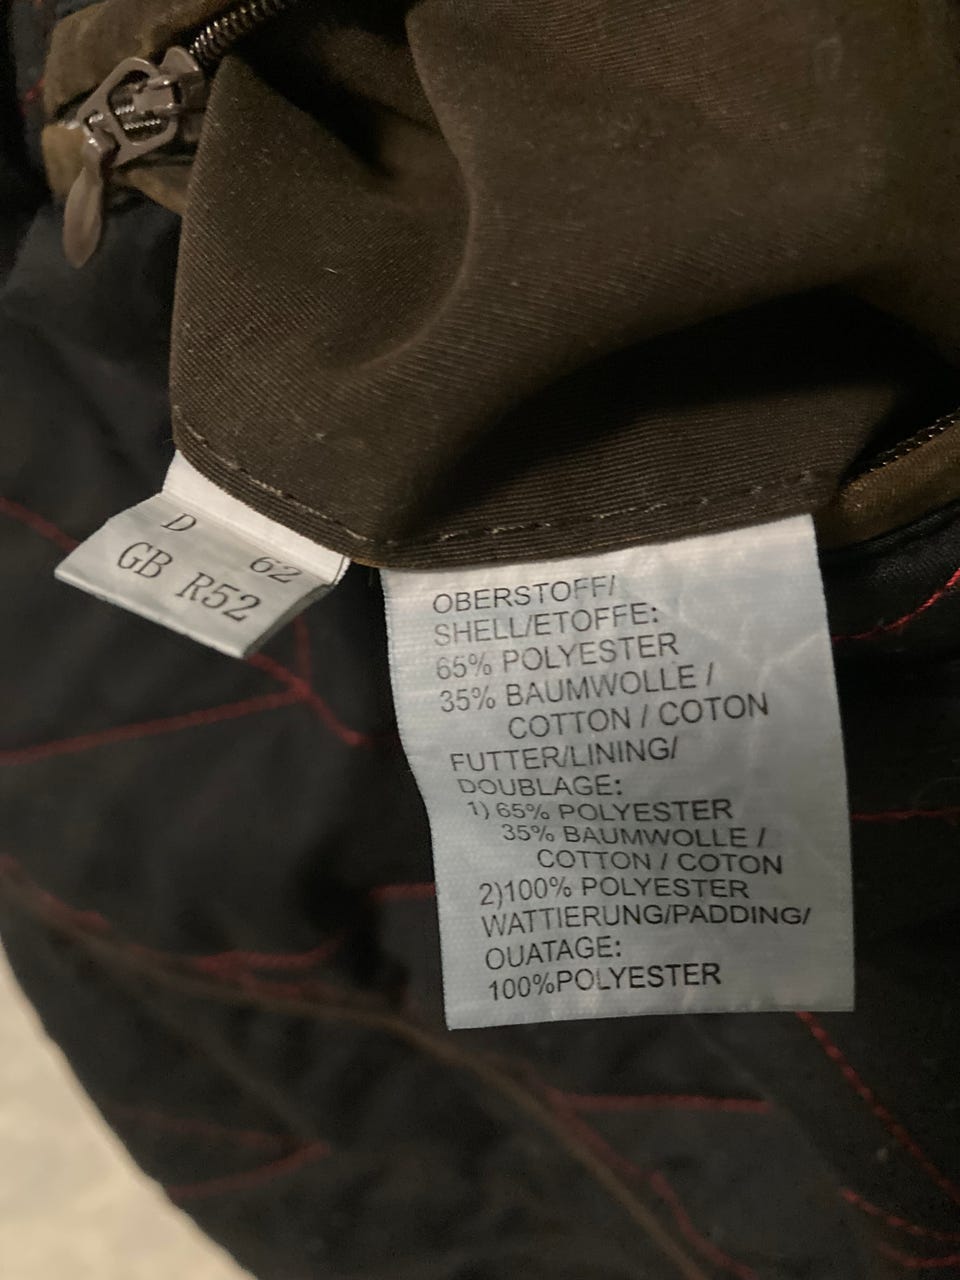 D 62
GB R52
OBERSTOFF/
SHELL/ETOFFE:
65% POLYESTER
35% BAUMWOLLE /
COTTON / COTON
FUTTER/LINING/
DOUBLAGE:
1) 65% POLYESTER
35% BAUMWOLLE /
COTTON / COTON
2)100% POLYESTER
WATTIERUNG/PADDING/
OUATAGE:
100%POLYESTER